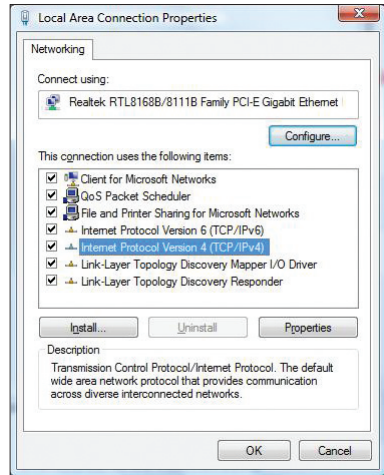 Local Area Connection Properties
Networking
Connect using:
Realtek RTL8168B/8111B Family PCI-E Gigabit Ethernet
Configure...
This connection uses the following items:
Client for Microsoft Networks
QoS Packet Scheduler
File and Printer Sharing for Microsoft Networks
Internet Protocol Version 6 (TCP/IPv6)
Internet Protocol Version 4 (TCP/IPv4)
Link-Layer Topology Discovery Mapper I/O Driver
Link-Layer Topology Discovery Responder
Install... Uninstall Properties
Description
Transmission Control Protocol/Internet Protocol. The default
wide area network protocol that provides communication
across diverse interconnected networks.
OK Cancel